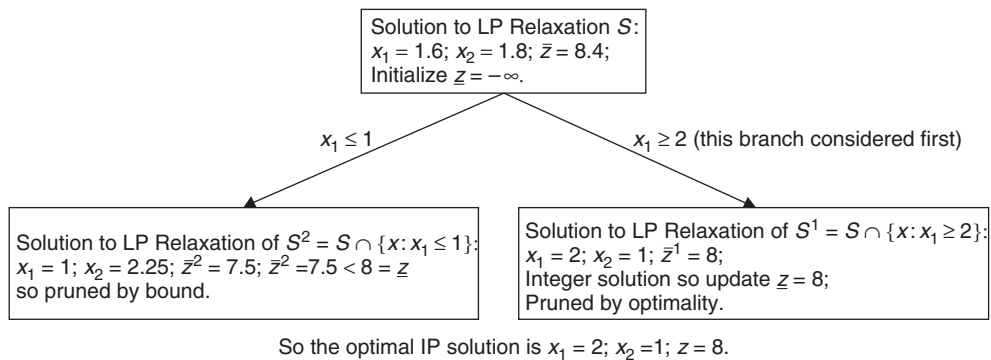 Solution to LP Relaxation S:
x₁ = 1.6; x₂ = 1.8; z̄ = 8.4;
Initialize z̲ = −∞.
x₁ ≤ 1
x₁ ≥ 2 (this branch considered first)
Solution to LP Relaxation of S² = S ∩ {x: x₁ ≤ 1}:
x₁ = 1; x₂ = 2.25; z̄² = 7.5; z̄² =7.5 < 8 = z̲
so pruned by bound.
Solution to LP Relaxation of S¹ = S ∩ {x: x₁ ≥ 2}:
x₁ = 2; x₂ = 1; z̄¹ = 8;
Integer solution so update z̲ = 8;
Pruned by optimality.
So the optimal IP solution is x₁ = 2; x₂ =1; z = 8.